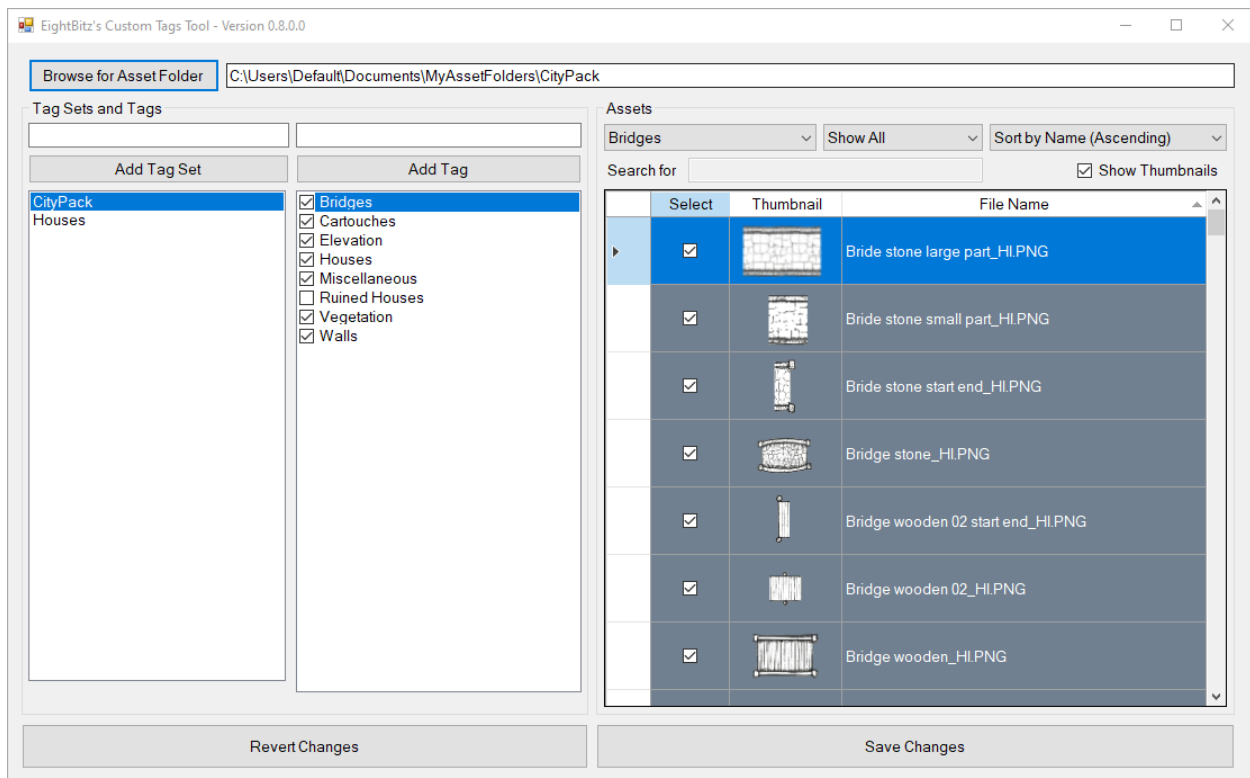 EightBitz's Custom Tags Tool - Version 0.8.0.0
Browse for Asset Folder C:\Users\Default\Documents\MyAssetFolders\CityPack
Tag Sets and Tags
Add Tag Set Add Tag
CityPack
Houses
Bridges
Cartouches
Elevation
Houses
Miscellaneous
Ruined Houses
Vegetation
Walls
Assets
Bridges Show All Sort by Name (Ascending)
Search for Show Thumbnails
Select Thumbnail File Name
Bride stone large part_HI.PNG
Bride stone small part_HI.PNG
Bride stone start end_HI.PNG
Bridge stone_HI.PNG
Bridge wooden 02 start end_HI.PNG
Bridge wooden 02_HI.PNG
Bridge wooden_HI.PNG
Revert Changes Save Changes